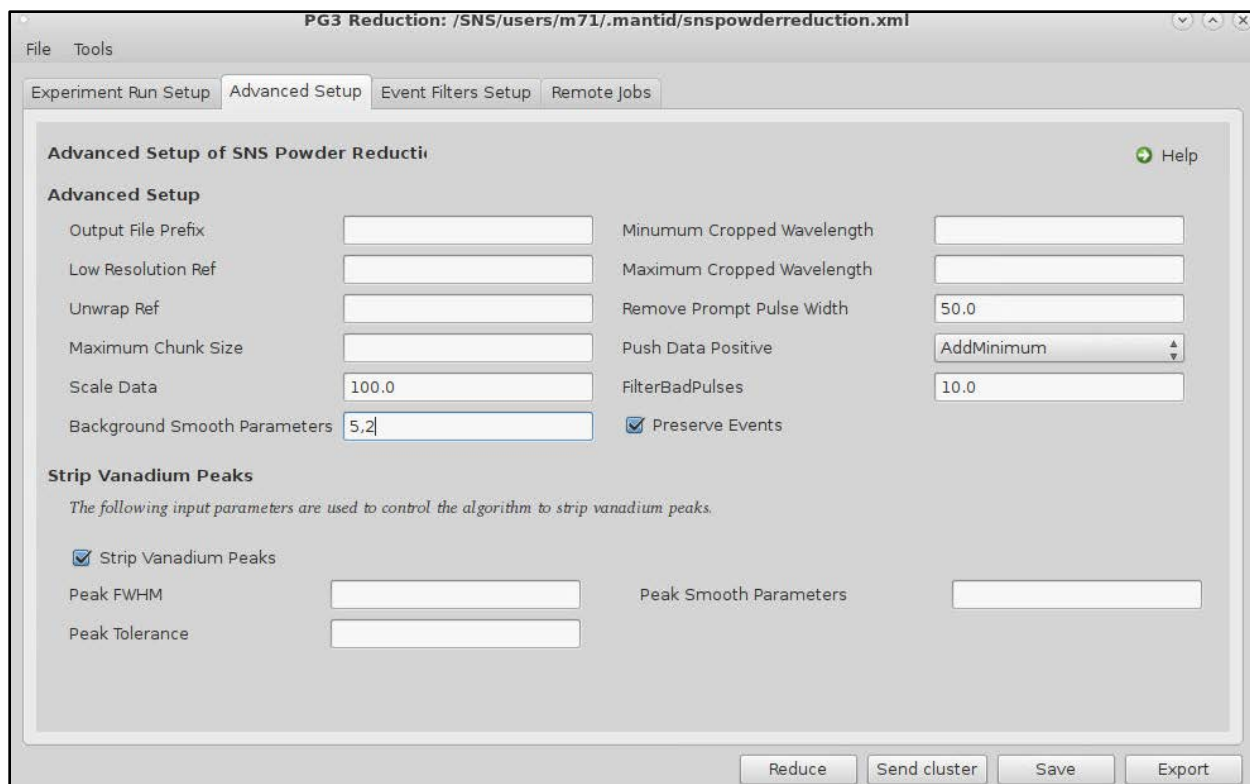 PG3 Reduction: /SNS/users/m71/.mantid/snspowderreduction.xml
File Tools
Experiment Run Setup Advanced Setup Event Filters Setup Remote Jobs
Advanced Setup of SNS Powder Reducti
Help
Advanced Setup
Output File Prefix Minumum Cropped Wavelength
Low Resolution Ref Maximum Cropped Wavelength
Unwrap Ref Remove Prompt Pulse Width 50.0
Maximum Chunk Size Push Data Positive AddMinimum
Scale Data 100.0 FilterBadPulses 10.0
Background Smooth Parameters 5,2 Preserve Events
Strip Vanadium Peaks
The following input parameters are used to control the algorithm to strip vanadium peaks.
Strip Vanadium Peaks
Peak FWHM Peak Smooth Parameters
Peak Tolerance
Reduce Send cluster Save Export